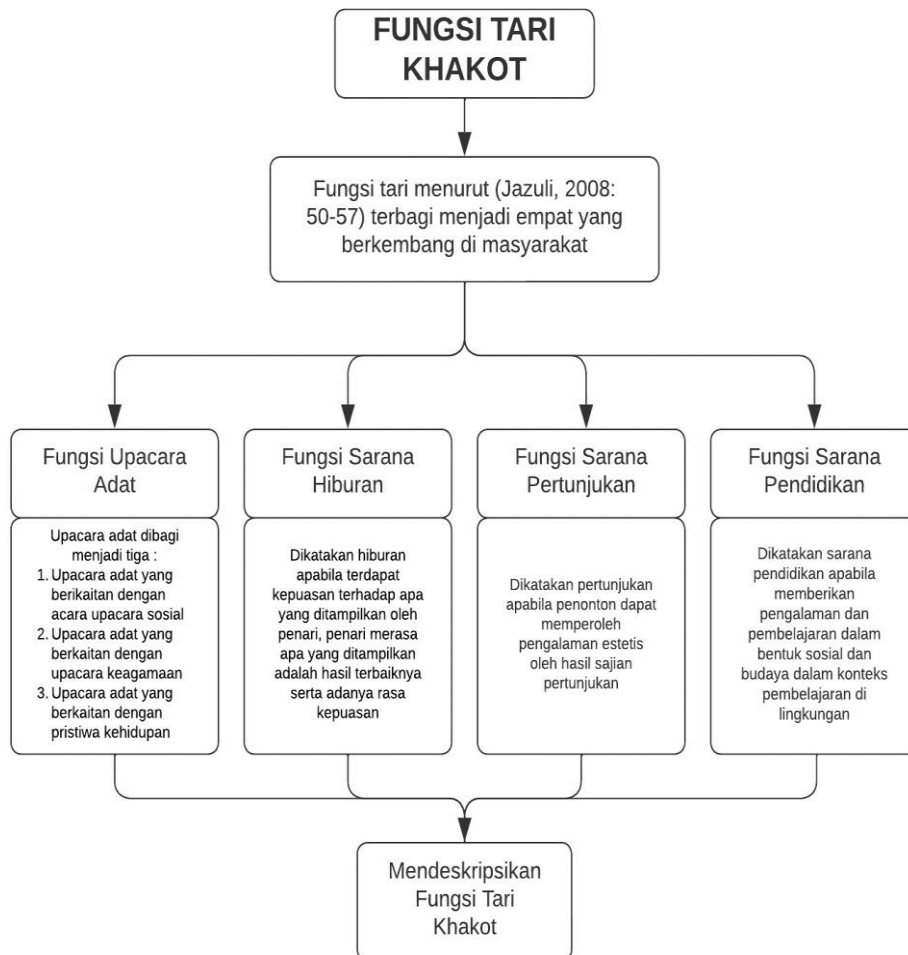 FUNGSI TARI
KHAKOT
Fungsi tari menurut (Jazuli, 2008:
50-57) terbagi menjadi empat yang
berkembang di masyarakat
Fungsi Upacara
Adat
Upacara adat dibagi
menjadi tiga :
1. Upacara adat yang
berikaitan dengan
acara upacara sosial
2. Upacara adat yang
berkaitan dengan
upacara keagamaan
3. Upacara adat yang
berkaitan dengan
pristiwa kehidupan
Fungsi Sarana
Hiburan
Dikatakan hiburan
apabila terdapat
kepuasan terhadap apa
yang ditampilkan oleh
penari, penari merasa
apa yang ditampilkan
adalah hasil terbaiknya
serta adanya rasa
kepuasan
Fungsi Sarana
Pertunjukan
Dikatakan pertunjukan
apabila penonton dapat
memperoleh
pengalaman estetis
oleh hasil sajian
pertunjukan
Fungsi Sarana
Pendidikan
Dikatakan sarana
pendidikan apabila
memberikan
pengalaman dan
pembelajaran dalam
bentuk sosial dan
budaya dalam konteks
pembelajaran di
lingkungan
Mendeskripsikan
Fungsi Tari
Khakot